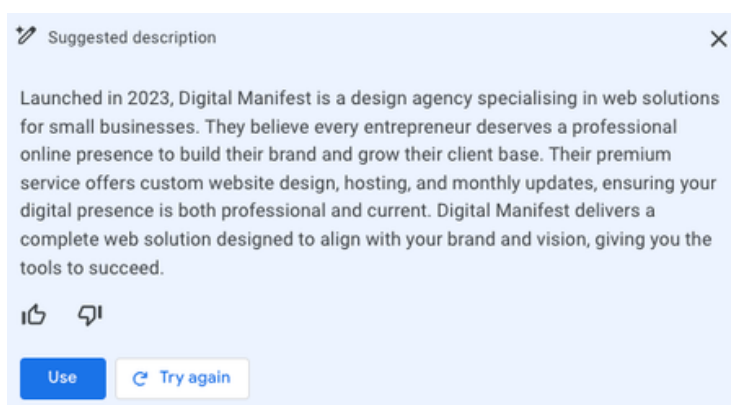 Suggested description
Launched in 2023, Digital Manifest is a design agency specialising in web solutions
for small businesses. They believe every entrepreneur deserves a professional
online presence to build their brand and grow their client base. Their premium
service offers custom website design, hosting, and monthly updates, ensuring your
digital presence is both professional and current. Digital Manifest delivers a
complete web solution designed to align with your brand and vision, giving you the
tools to succeed.
Use
Try again